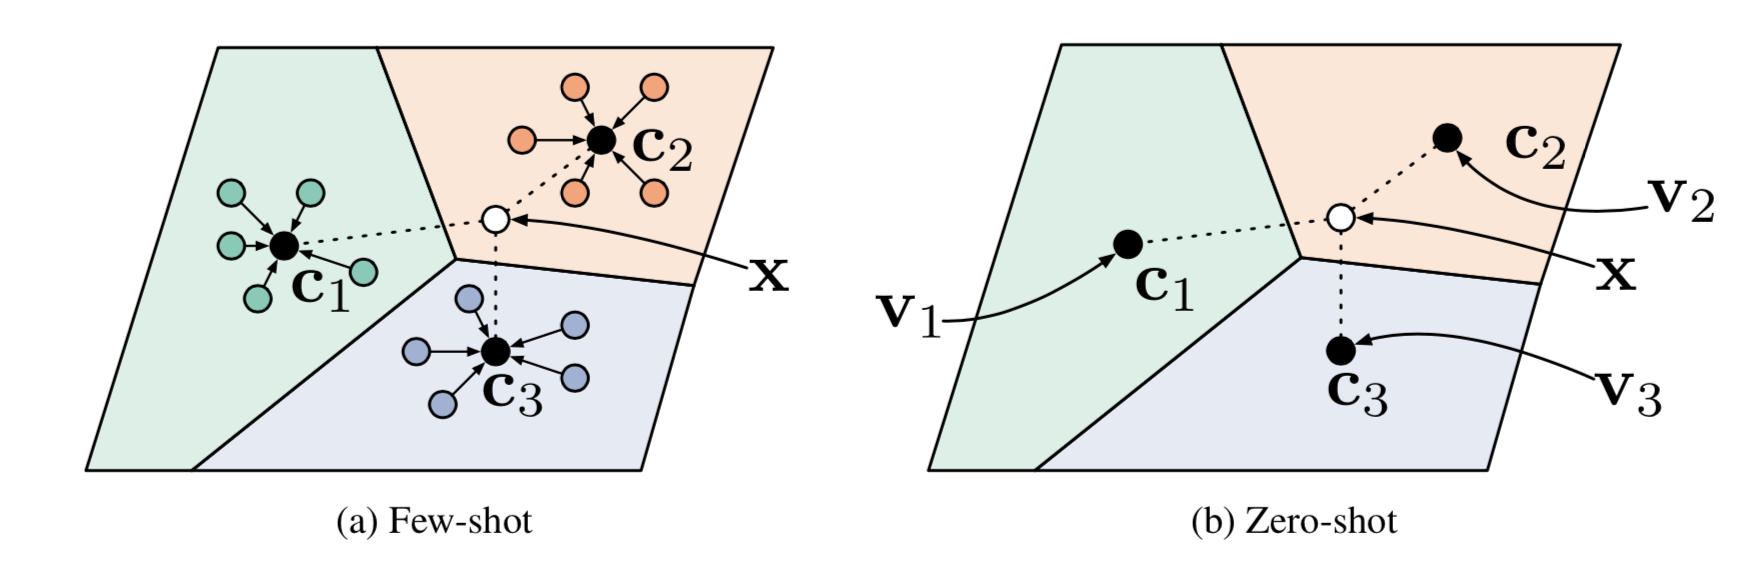 c₂
c₁
x
c₃
(a) Few-shot
c₂
v₂
c₁
x
v₁
c₃
v₃
(b) Zero-shot